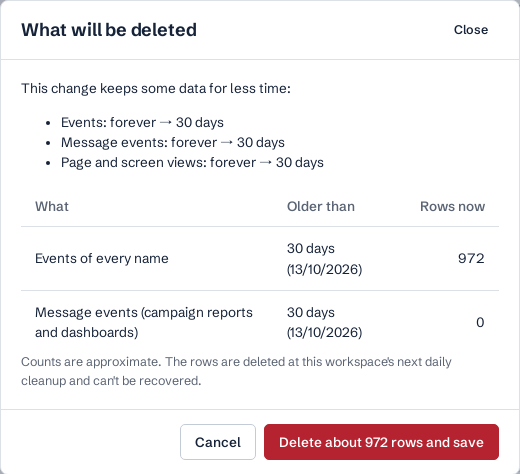 What will be deleted
Close
This change keeps some data for less time:
• Events: forever → 30 days
• Message events: forever → 30 days
• Page and screen views: forever → 30 days
What Older than Rows now
Events of every name
30 days
(13/10/2026)
972
Message events (campaign reports
and dashboards)
30 days
(13/10/2026)
0
Counts are approximate. The rows are deleted at this workspace's next daily
cleanup and can't be recovered.
Cancel
Delete about 972 rows and save